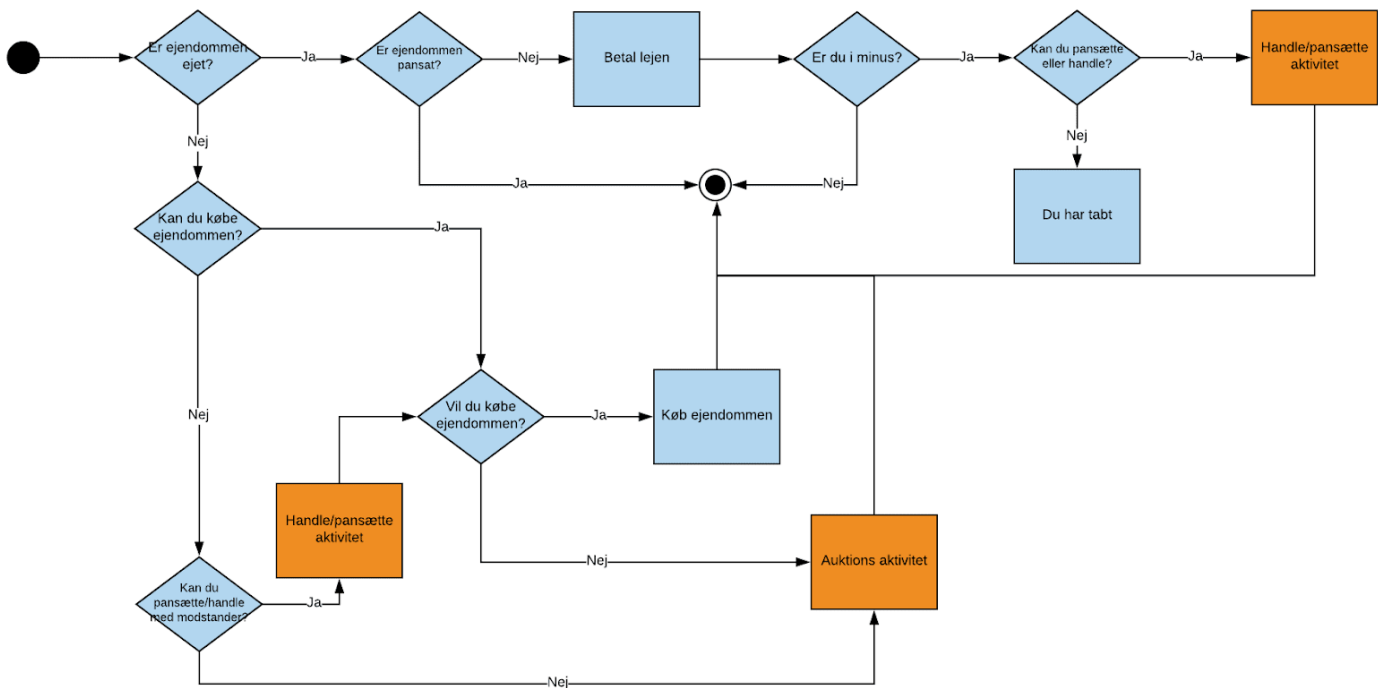 Er ejendommen
ejet?
Ja
Er ejendommen
pansat?
Nej
Betal lejen
Er du i minus?
Ja
Kan du pansætte
eller handle?
Ja
Handle/pansætte
aktivitet
Nej
Ja
Nej
Nej
Du har tabt
Kan du købe
ejendommen?
Ja
Nej
Vil du købe
ejendommen?
Ja
Køb ejendommen
Handle/pansætte
aktivitet
Nej
Auktions aktivitet
Kan du
pansætte/handle
med modstander?
Ja
Nej